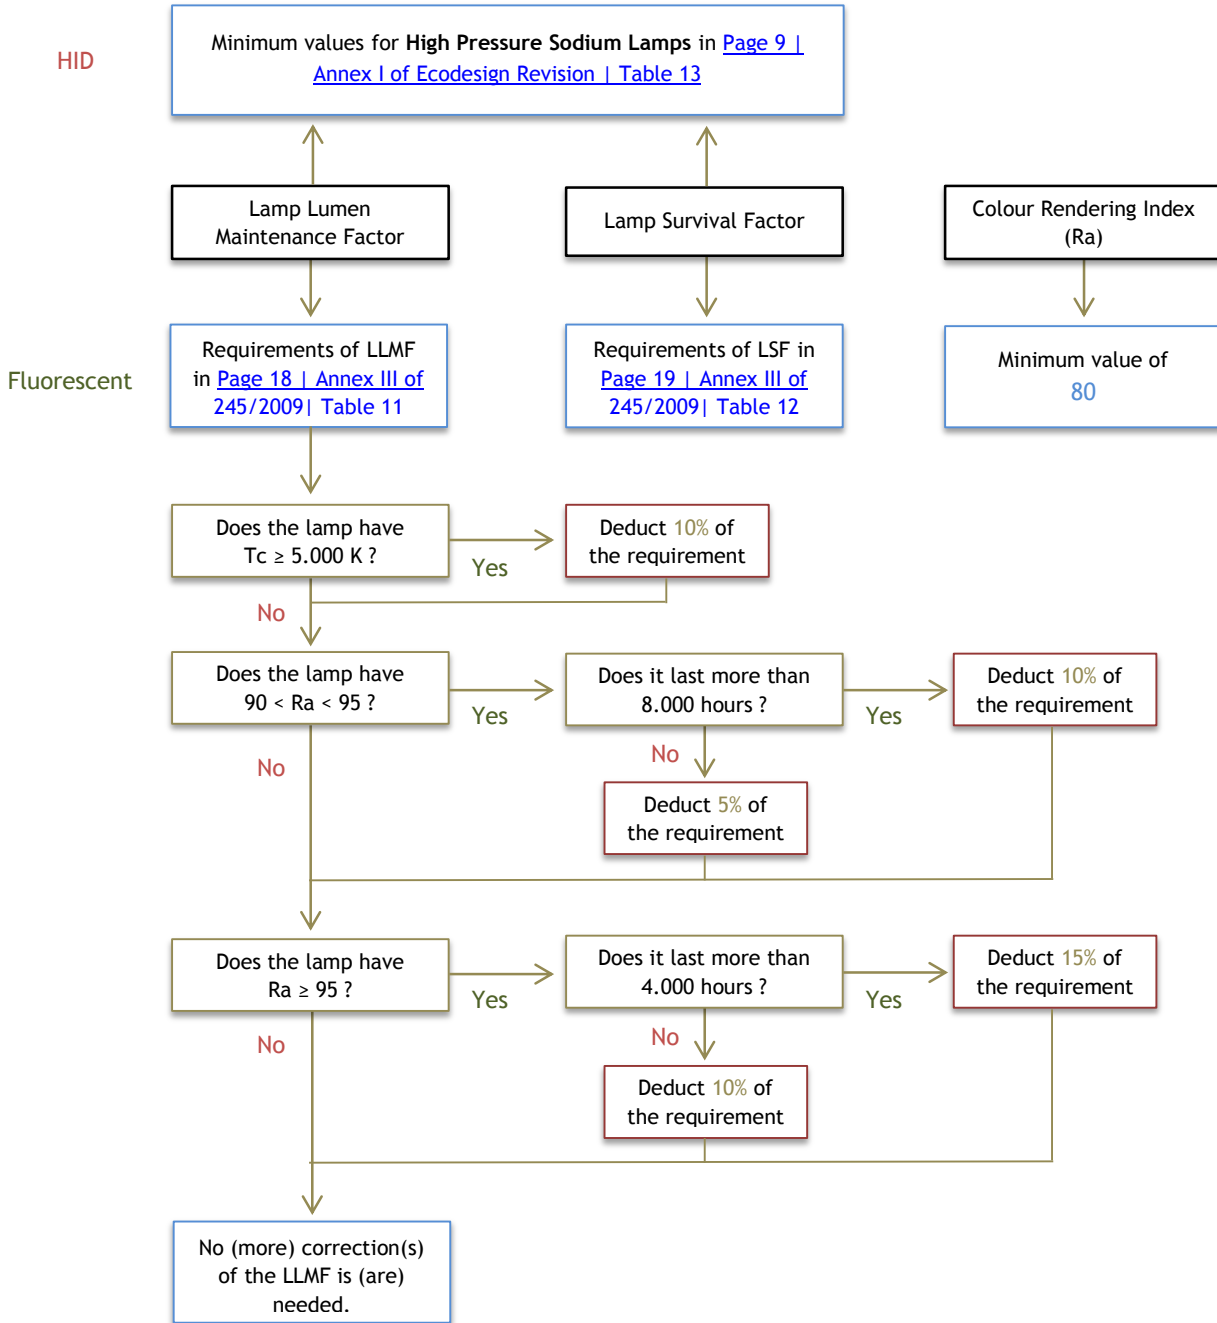 HID
Minimum values for High Pressure Sodium Lamps in Page 9 |
Annex I of Ecodesign Revision | Table 13
Lamp Lumen
Maintenance Factor
Lamp Survival Factor
Colour Rendering Index
(Ra)
Fluorescent
Requirements of LLMF
in Page 18 | Annex III of
245/2009| Table 11
Requirements of LSF in
Page 19 | Annex III of
245/2009| Table 12
Minimum value of
80
Does the lamp have
Tc ≥ 5.000 K ?
Yes
Deduct 10% of
the requirement
No
Does the lamp have
90 < Ra < 95 ?
Yes
Does it last more than
8.000 hours ?
Yes
Deduct 10% of
the requirement
No
No
Deduct 5% of
the requirement
Does the lamp have
Ra ≥ 95 ?
Yes
Does it last more than
4.000 hours ?
Yes
Deduct 15% of
the requirement
No
No
Deduct 10% of
the requirement
No (more) correction(s)
of the LLMF is (are)
needed.